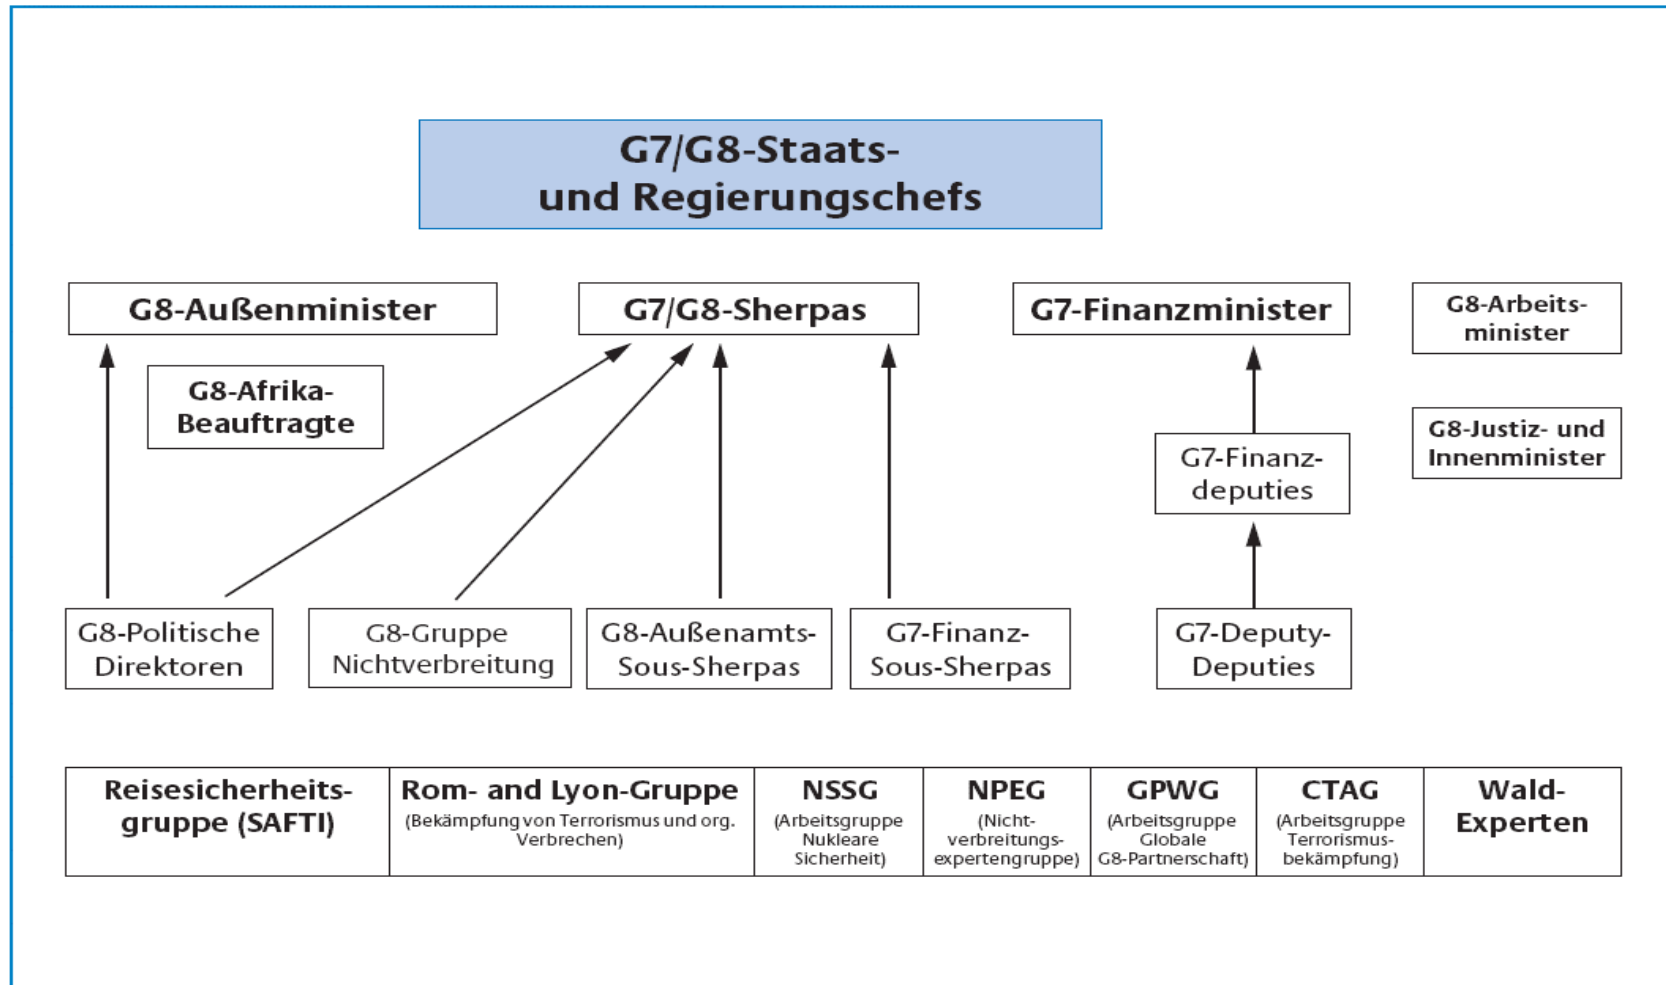 G7/G8-Staats-
und Regierungschefs
G8-Außenminister
G7/G8-Sherpas
G7-Finanzminister
G8-Arbeits-
minister
G8-Afrika-
Beauftragte
G8-Justiz- und
Innenminister
G7-Finanz-
deputies
G8-Politische
Direktoren
G8-Gruppe
Nichtverbreitung
G8-Außenamts-
Sous-Sherpas
G7-Finanz-
Sous-Sherpas
G7-Deputy-
Deputies
Reisesicherheits-
gruppe (SAFTI)
Rom- and Lyon-Gruppe
(Bekämpfung von Terrorismus und org.
Verbrechen)
NSSG
(Arbeitsgruppe
Nukleare
Sicherheit)
NPEG
(Nicht-
verbreitungs-
expertengruppe)
GPWG
(Arbeitsgruppe
Globale
G8-Partnerschaft)
CTAG
(Arbeitsgruppe
Terrorismus-
bekämpfung)
Wald-
Experten